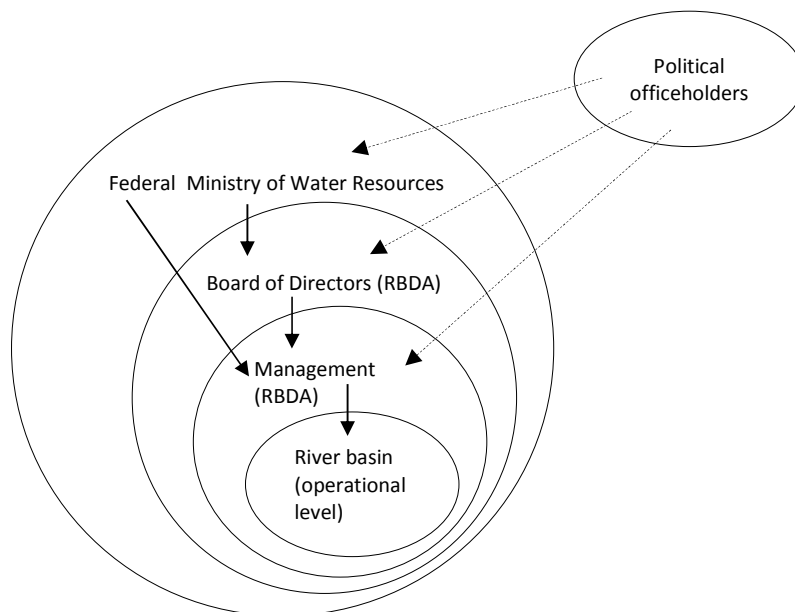 Political
officeholders
Federal  Ministry of Water Resources
Board of Directors (RBDA)
Management
(RBDA)
River basin
(operational
level)